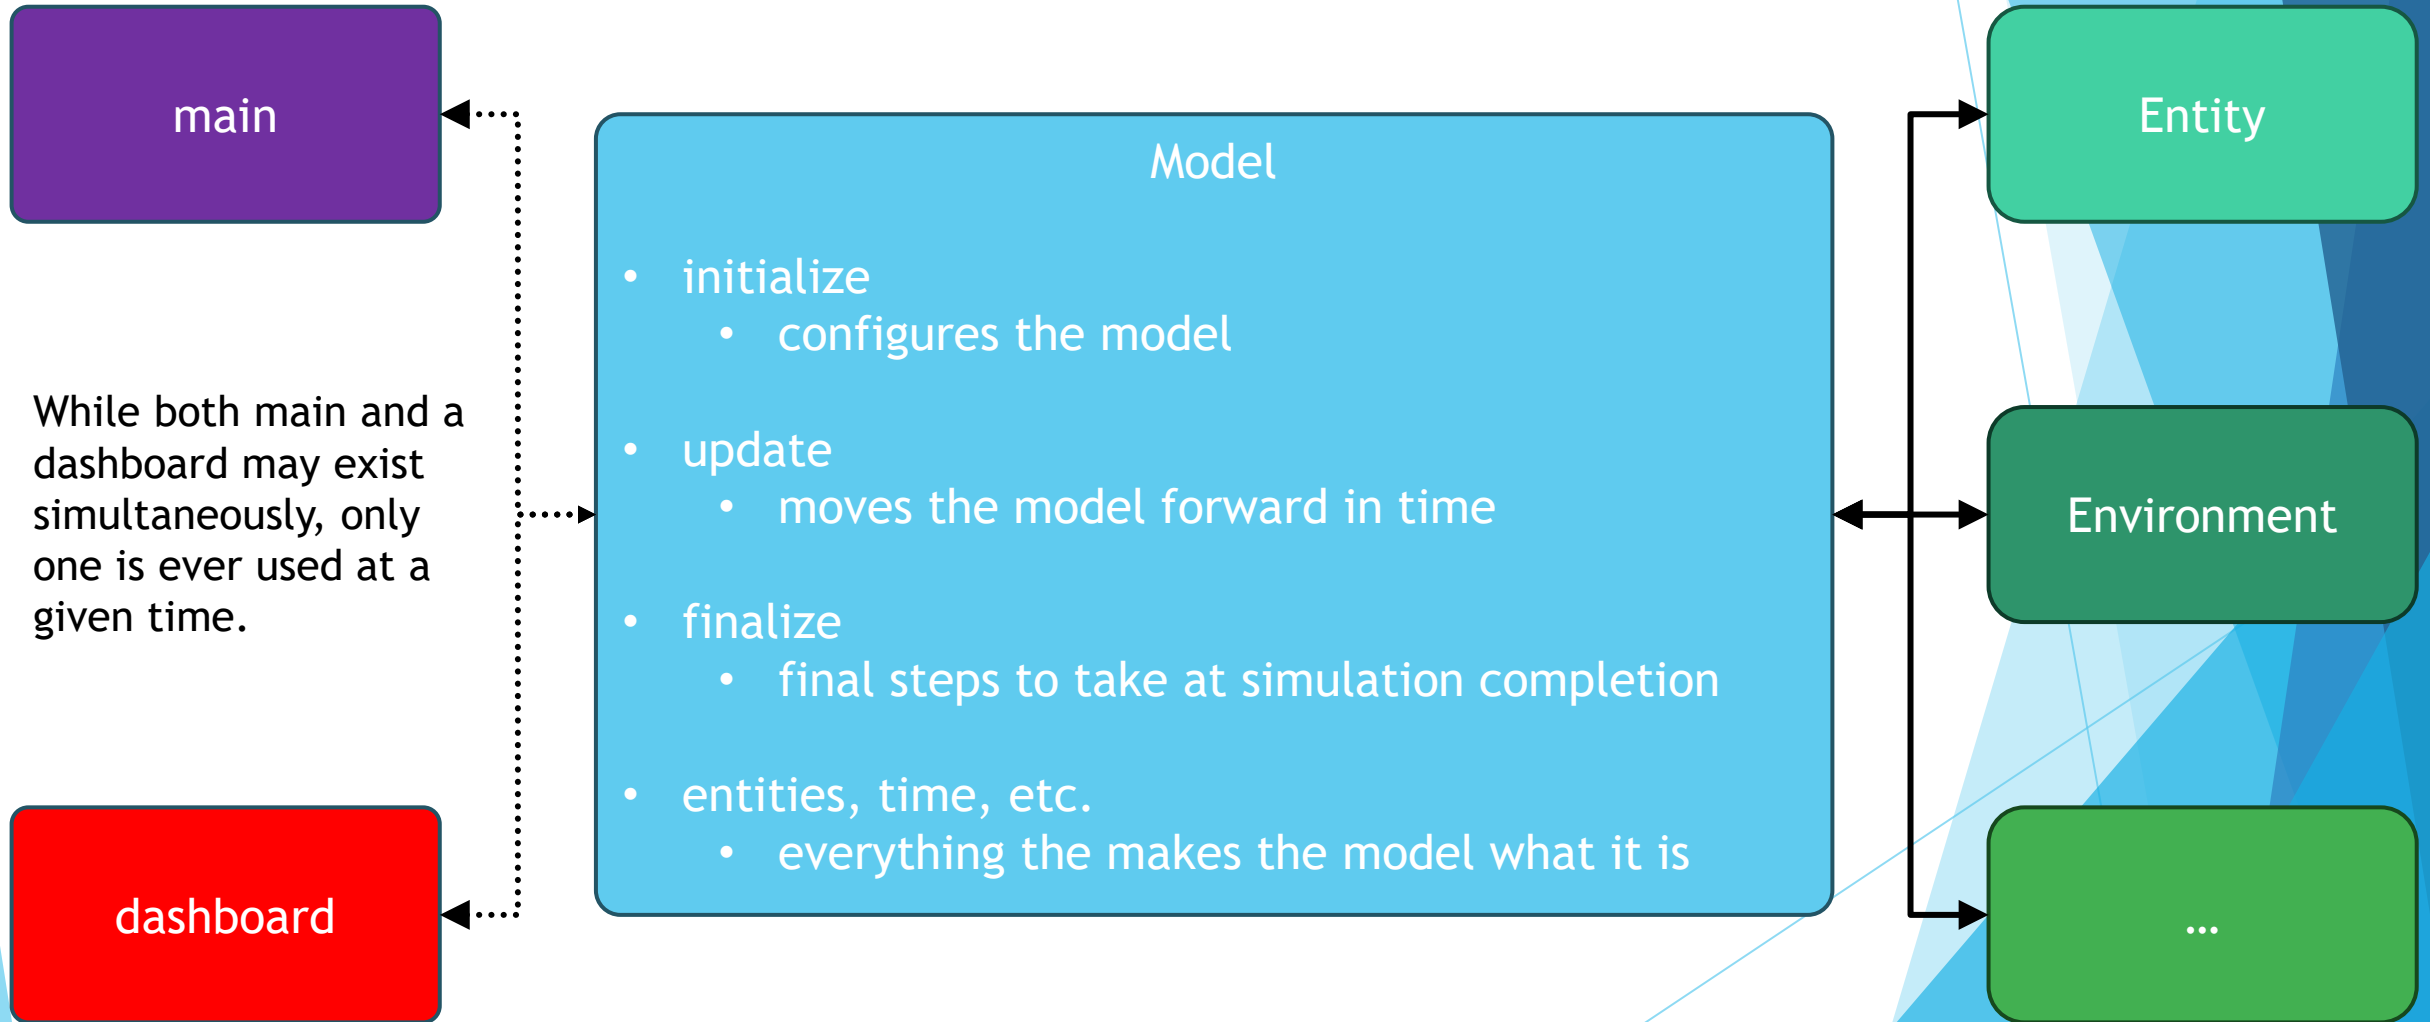 main
While both main and a
dashboard may exist
simultaneously, only
one is ever used at a
given time.
dashboard
Model
• initialize
• configures the model
• update
• moves the model forward in time
• finalize
• final steps to take at simulation completion
• entities, time, etc.
• everything the makes the model what it is
Entity
Environment
…